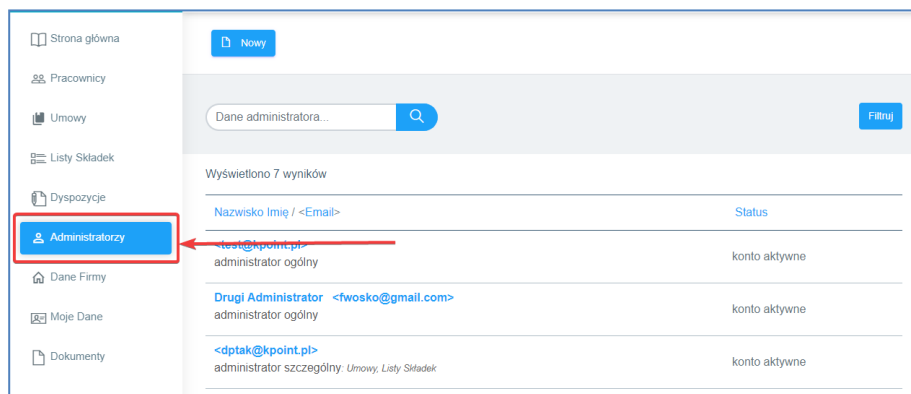 Strona główna
Pracownicy
Umowy
Listy Składek
Dyspozycje
Administratorzy
Dane Firmy
Moje Dane
Dokumenty
Nowy
Dane administratora...
Filtruj
Wyświetlono 7 wyników
Nazwisko Imię / <Email> Status
<test@kpoint.pl>
administrator ogólny konto aktywne
Drugi Administrator <fwosko@gmail.com>
administrator ogólny konto aktywne
<dptak@kpoint.pl>
administrator szczególny: Umowy, Listy Składek konto aktywne